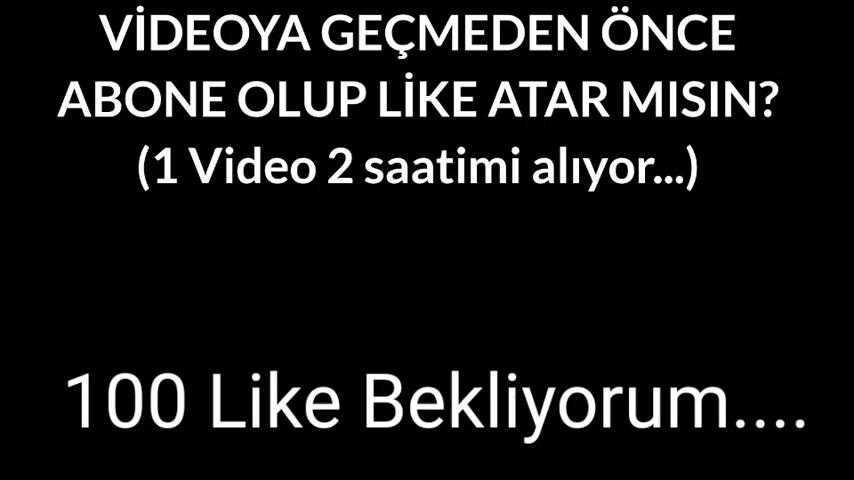 VİDEOYA GEÇMEDEN ÖNCE
ABONE OLUP LİKE ATAR MISIN?
(1 Video 2 saatimi alıyor...)
100 Like Bekliyorum....